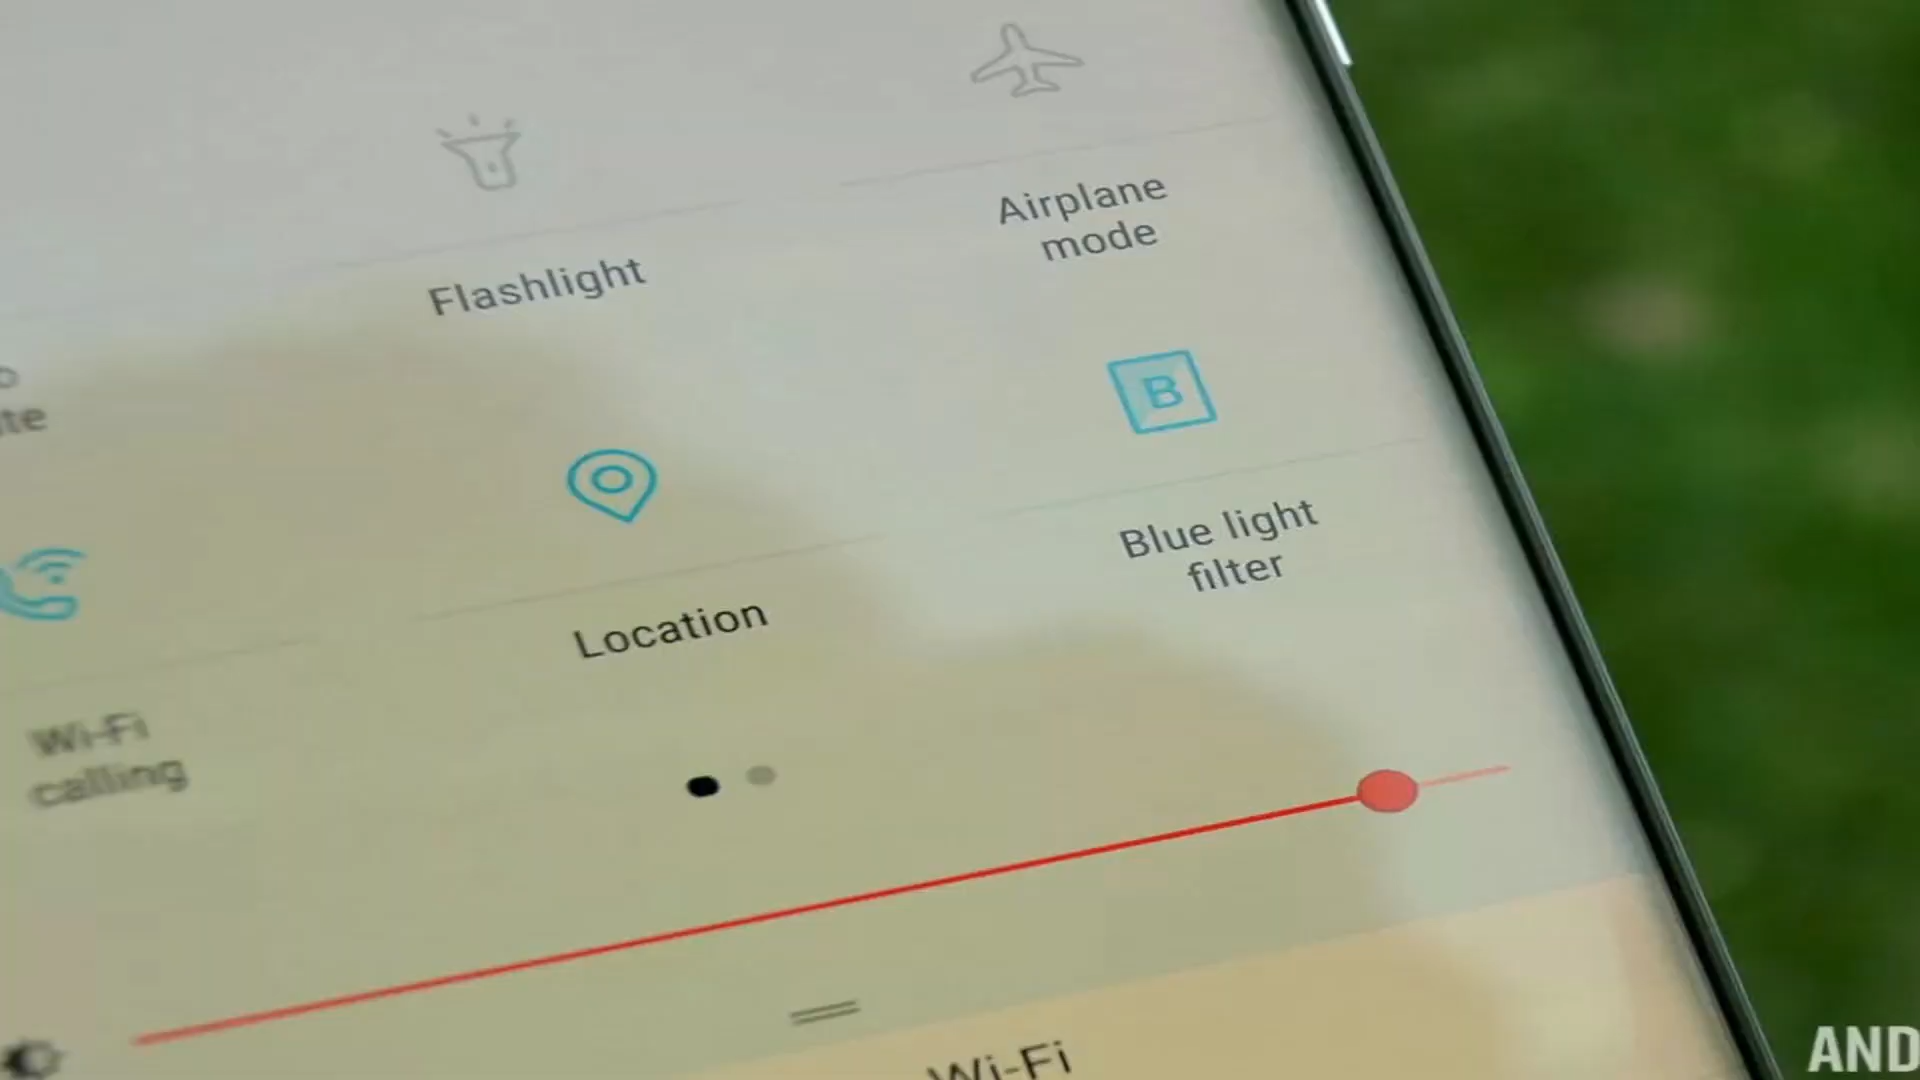 Airplane
mode
Flashlight
B
Blue light
filter
Location
Wi-Fi
calling
Wi-Fi
AND